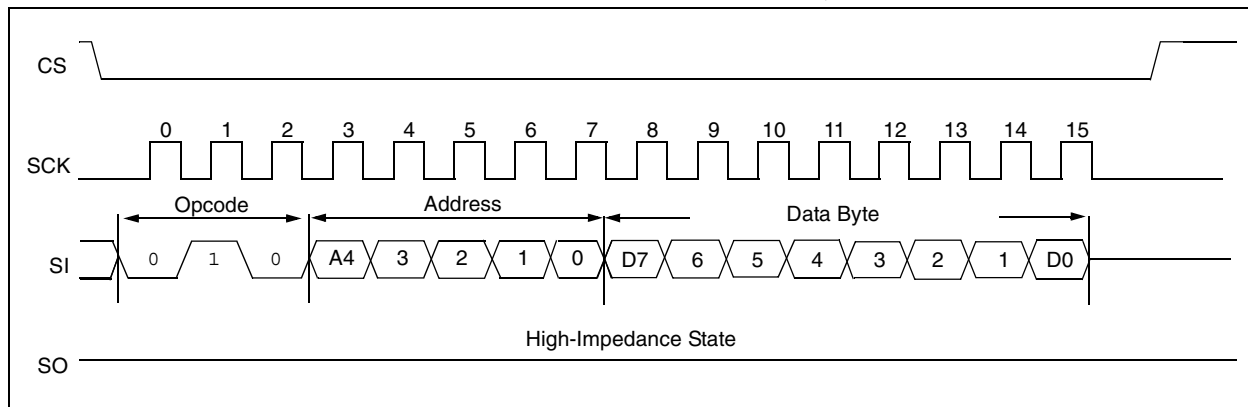 CS
0 1 2 3 4 5 6 7 8 9 10 11 12 13 14 15
SCK
Opcode Address Data Byte
SI 0 1 0 A4 3 2 1 0 D7 6 5 4 3 2 1 D0
High-Impedance State
SO